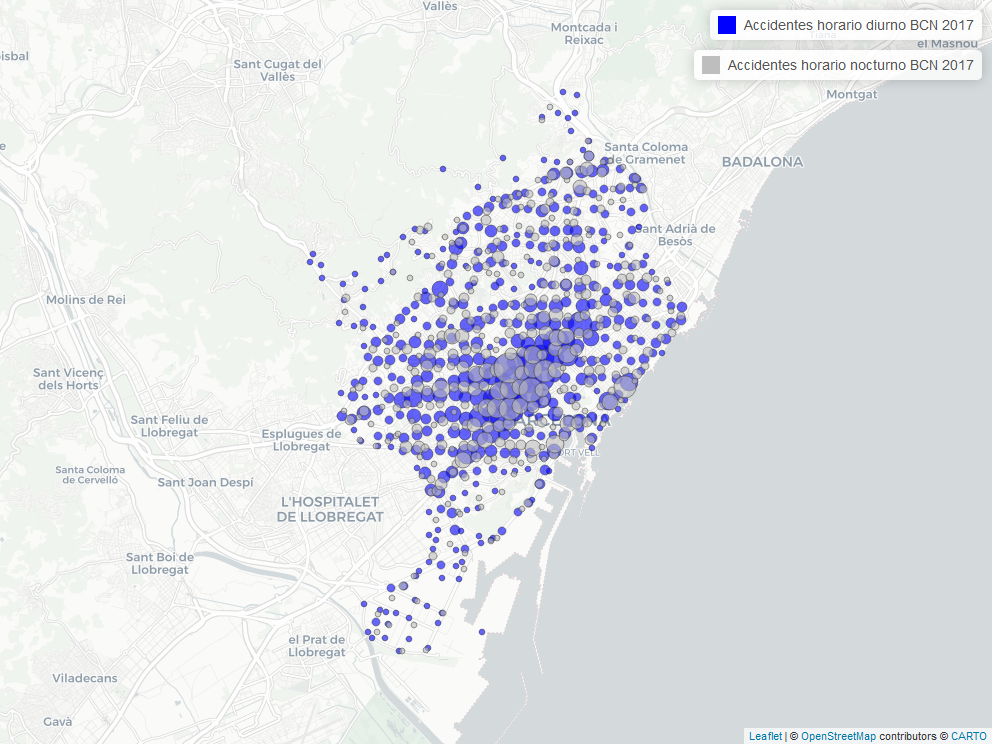 Vallès
Accidentes horario diurno BCN 2017
Montcada i
Reixac
el Masnou
Accidentes horario nocturno BCN 2017
Sant Cugat del
Vallès
Montgat
Santa Coloma
de Gramenet
BADALONA
Sant Adrià de
Besòs
Molins de Rei
Sant Vicenç
dels Horts
Sant Feliu de
Llobregat
Esplugues de
Llobregat
Santa Coloma
de Cervelló
Sant Joan Despí
L'HOSPITALET
DE LLOBREGAT
Sant Boi de
Llobregat
el Prat de
Llobregat
Viladecans
Gavà
Leaflet | © OpenStreetMap contributors © CARTO